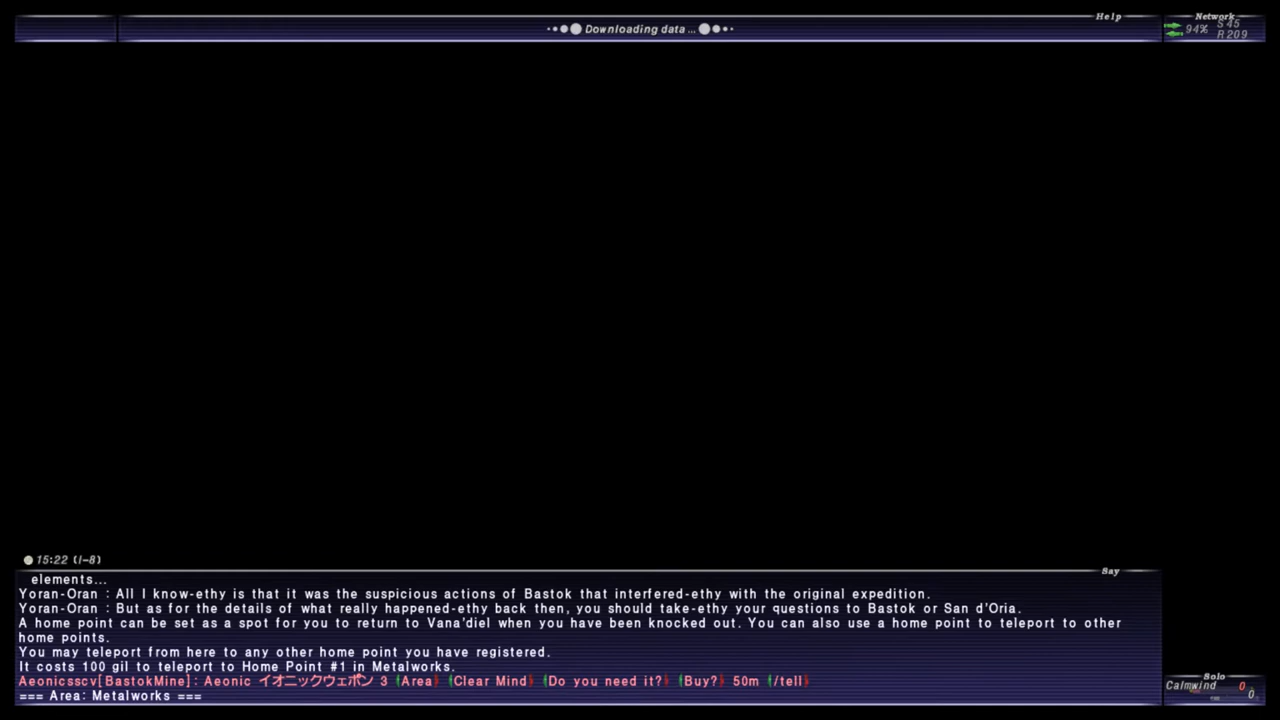 Help
Network
Downloading data ...
94%
S 45
R 209
15:22 (/-8)
Say
elements...
Yoran-Oran : All I know-ethy is that it was the suspicious actions of Bastok that interfered-ethy with the original expedition.
Yoran-Oran : But as for the details of what really happened-ethy back then, you should take-ethy your questions to Bastok or San d'Oria.
A home point can be set as a spot for you to return to Vana'diel when you have been knocked out. You can also use a home point to teleport to other
home points.
You may teleport from here to any other home point you have registered.
It costs 100 gil to teleport to Home Point #1 in Metalworks.
Aeonicsscv[BastokMine]: Aeonic イオニックウェポン 3 {Area} {Clear Mind} {Do you need it?} {Buy?} 50m {/tell}
=== Area: Metalworks ===
Solo
Calmwind 0
0